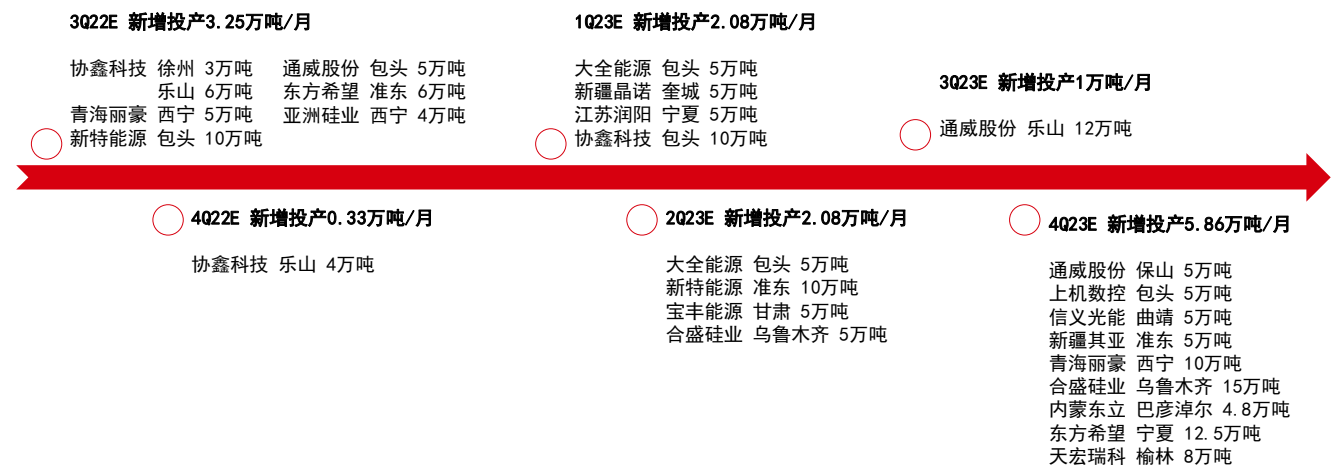 3Q22E 新增投产3.25万吨/月
协鑫科技 徐州 3万吨 通威股份 包头 5万吨
乐山 6万吨 东方希望 准东 6万吨
青海丽豪 西宁 5万吨 亚洲硅业 西宁 4万吨
新特能源 包头 10万吨
1Q23E 新增投产2.08万吨/月
大全能源 包头 5万吨
新疆晶诺 奎城 5万吨
江苏润阳 宁夏 5万吨
协鑫科技 包头 10万吨
3Q23E 新增投产1万吨/月
通威股份 乐山 12万吨
4Q22E 新增投产0.33万吨/月
协鑫科技 乐山 4万吨
2Q23E 新增投产2.08万吨/月
大全能源 包头 5万吨
新特能源 准东 10万吨
宝丰能源 甘肃 5万吨
合盛硅业 乌鲁木齐 5万吨
4Q23E 新增投产5.86万吨/月
通威股份 保山 5万吨
上机数控 包头 5万吨
信义光能 曲靖 5万吨
新疆其亚 准东 5万吨
青海丽豪 西宁 10万吨
合盛硅业 乌鲁木齐 15万吨
内蒙东立 巴彦淖尔 4.8万吨
东方希望 宁夏 12.5万吨
天宏瑞科 榆林 8万吨